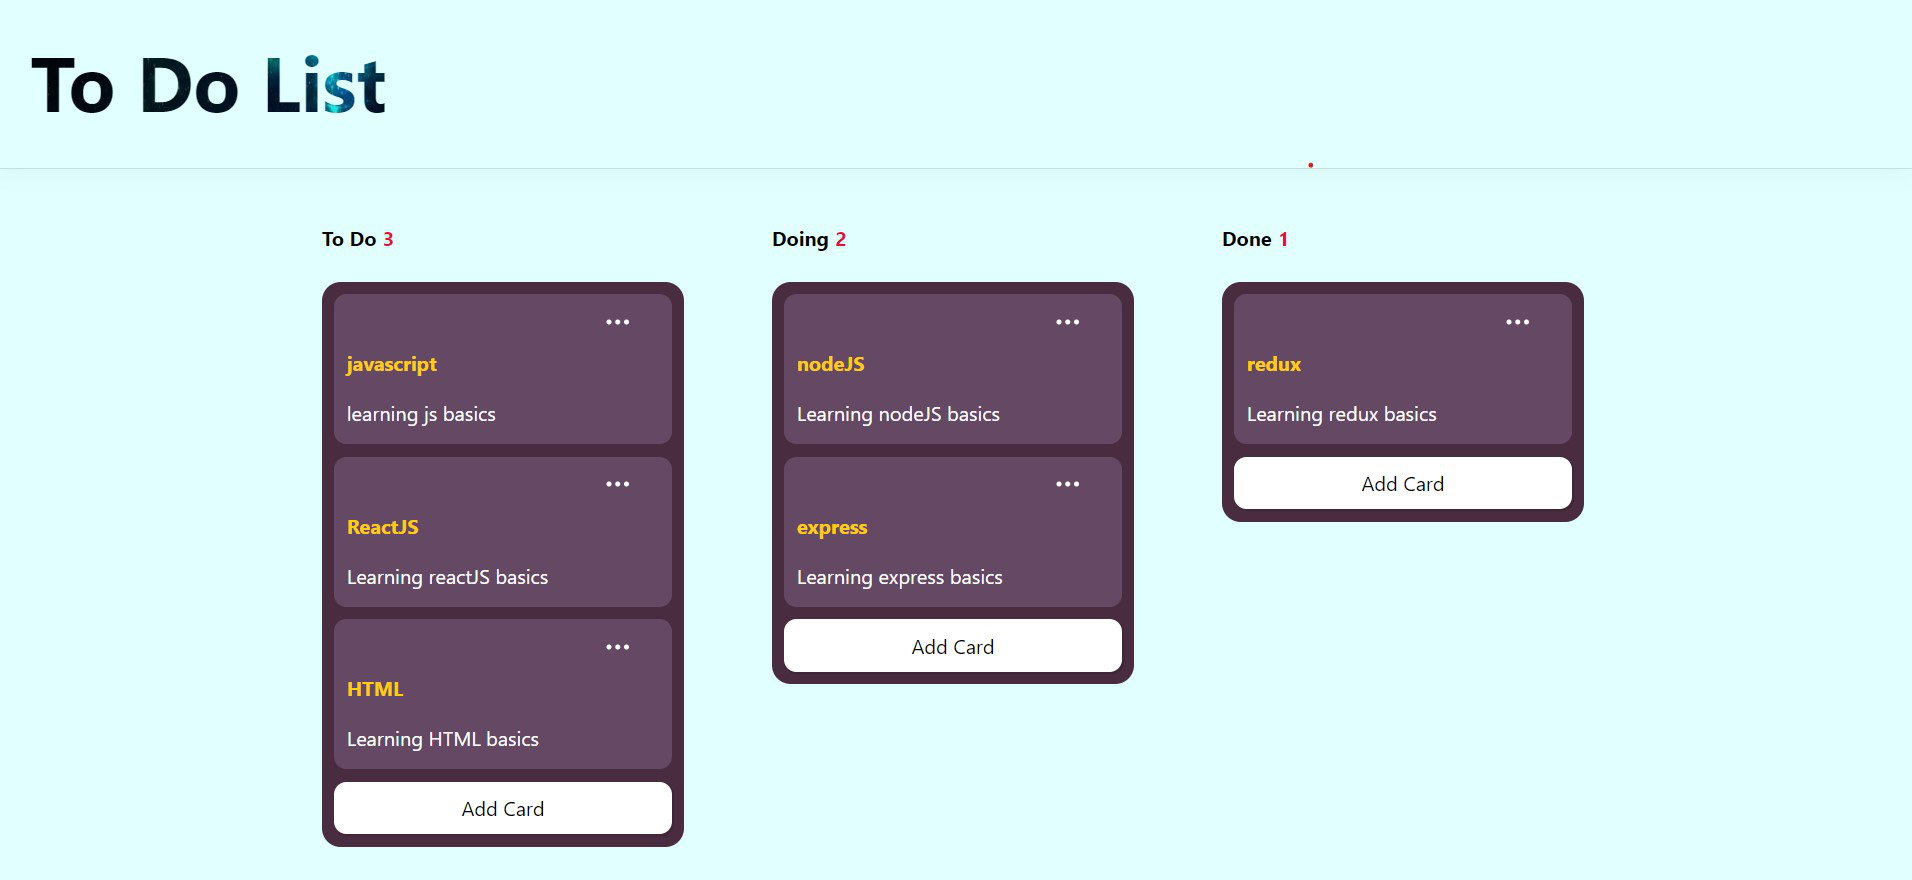 To Do List
To Do 3
javascript
learning js basics
ReactJS
Learning reactJS basics
HTML
Learning HTML basics
Add Card
Doing 2
nodeJS
Learning nodeJS basics
express
Learning express basics
Add Card
Done 1
redux
Learning redux basics
Add Card